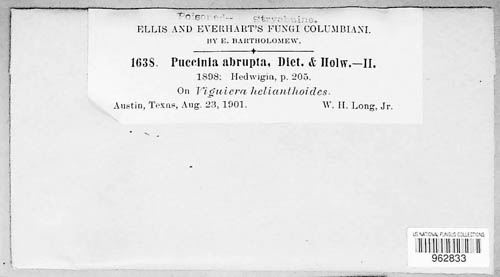 Poisoned-- Strychnine.
ELLIS AND EVERHART'S FUNGI COLUMBIANI.
BY E. BARTHOLOMEW.
1638. Puccinia abrupta, Diet. & Holw.—II.
1898: Hedwigia, p. 205.
On Viguiera helianthoides.
Austin, Texas, Aug. 23, 1901. W. H. Long, Jr.
US NATIONAL FUNGUS COLLECTIONS
962833